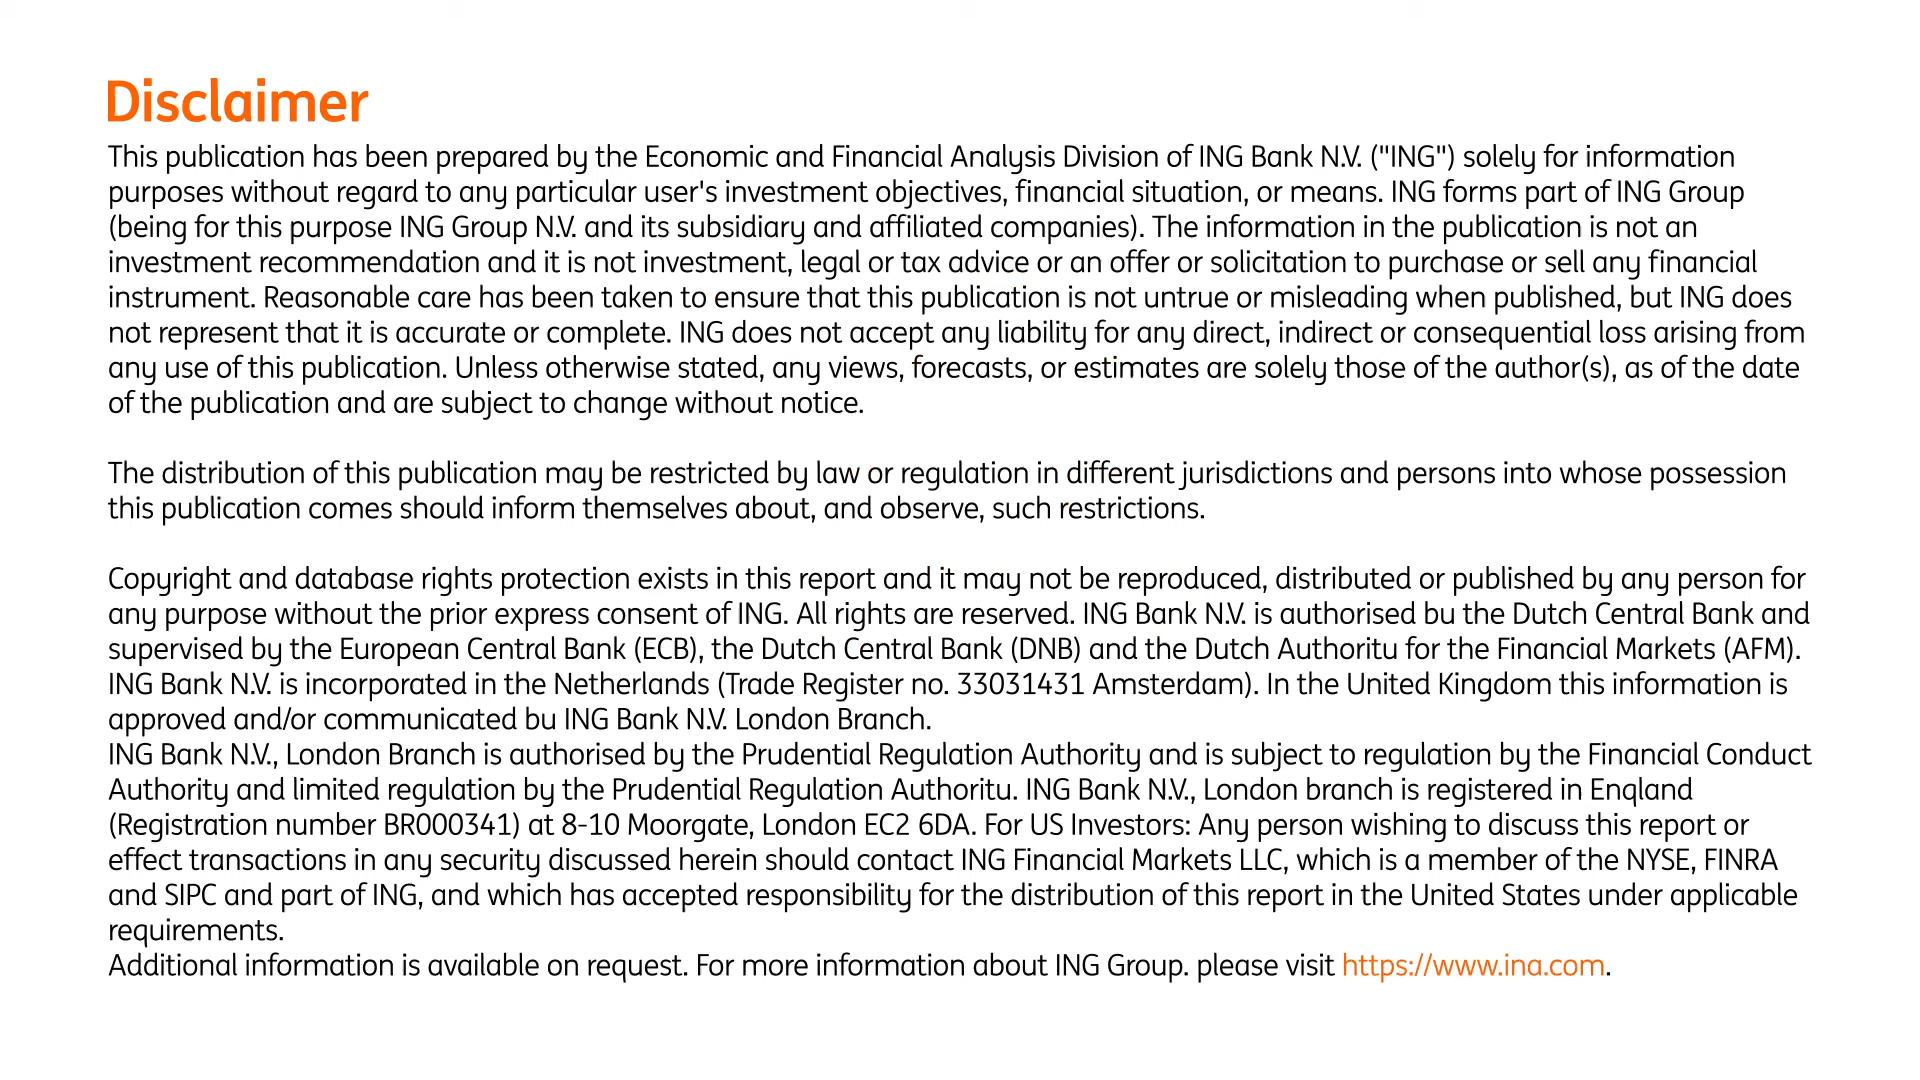 Disclaimer
This publication has been prepared by the Economic and Financial Analysis Division of ING Bank N.V. ("ING") solely for information
purposes without regard to any particular user's investment objectives, financial situation, or means. ING forms part of ING Group
(being for this purpose ING Group N.V. and its subsidiary and affiliated companies). The information in the publication is not an
investment recommendation and it is not investment, legal or tax advice or an offer or solicitation to purchase or sell any financial
instrument. Reasonable care has been taken to ensure that this publication is not untrue or misleading when published, but ING does
not represent that it is accurate or complete. ING does not accept any liability for any direct, indirect or consequential loss arising from
any use of this publication. Unless otherwise stated, any views, forecasts, or estimates are solely those of the author(s), as of the date
of the publication and are subject to change without notice.
The distribution of this publication may be restricted by law or regulation in different jurisdictions and persons into whose possession
this publication comes should inform themselves about, and observe, such restrictions.
Copyright and database rights protection exists in this report and it may not be reproduced, distributed or published by any person for
any purpose without the prior express consent of ING. All rights are reserved. ING Bank N.V. is authorised bu the Dutch Central Bank and
supervised by the European Central Bank (ECB), the Dutch Central Bank (DNB) and the Dutch Authoritu for the Financial Markets (AFM).
ING Bank N.V. is incorporated in the Netherlands (Trade Register no. 33031431 Amsterdam). In the United Kingdom this information is
approved and/or communicated bu ING Bank N.V. London Branch.
ING Bank N.V., London Branch is authorised by the Prudential Regulation Authority and is subject to regulation by the Financial Conduct
Authority and limited regulation by the Prudential Regulation Authoritu. ING Bank N.V., London branch is registered in Enqland
(Registration number BR000341) at 8-10 Moorgate, London EC2 6DA. For US Investors: Any person wishing to discuss this report or
effect transactions in any security discussed herein should contact ING Financial Markets LLC, which is a member of the NYSE, FINRA
and SIPC and part of ING, and which has accepted responsibility for the distribution of this report in the United States under applicable
requirements.
Additional information is available on request. For more information about ING Group. please visit https://www.ina.com.